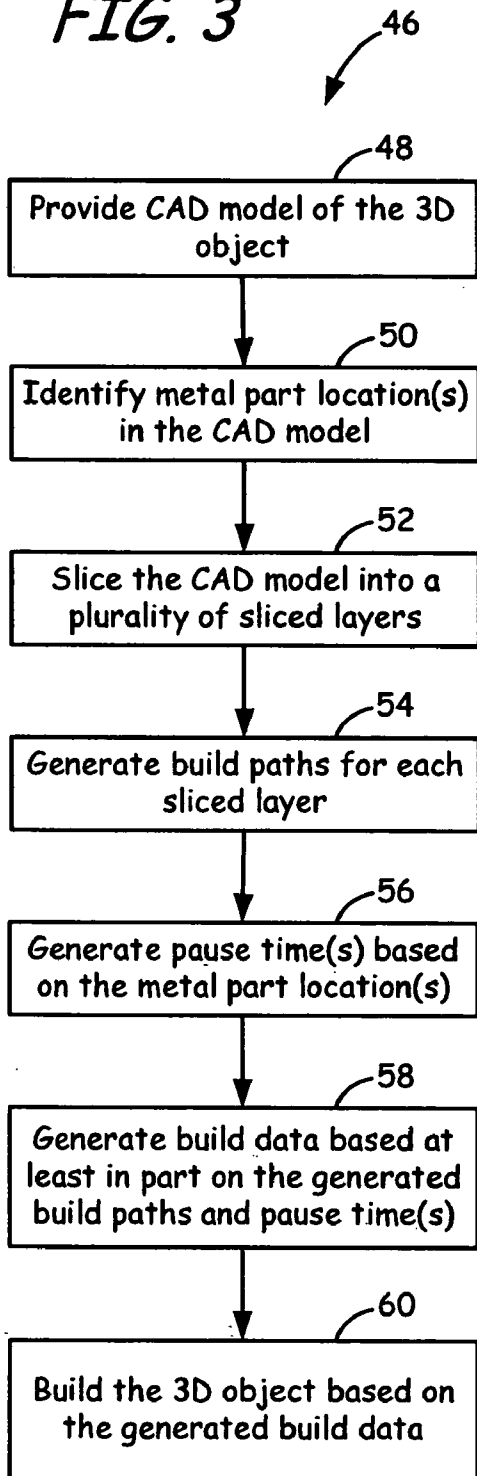 FIG. 3
46
48
Provide CAD model of the 3D
object
50
Identify metal part location(s)
in the CAD model
52
Slice the CAD model into a
plurality of sliced layers
54
Generate build paths for each
sliced layer
56
Generate pause time(s) based
on the metal part location(s)
58
Generate build data based at
least in part on the generated
build paths and pause time(s)
60
Build the 3D object based on
the generated build data